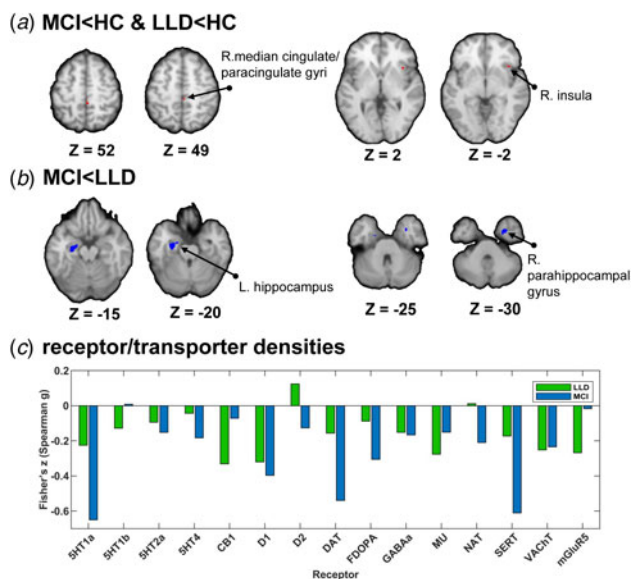 (a) MCI<HC & LLD<HC
R.median cingulate/
paracingulate gyri
R. insula
Z = 52
Z = 49
Z = 2
Z = -2
(b) MCI<LLD
L. hippocampus
R.
parahippocampal
gyrus
Z = -15
Z = -20
Z = -25
Z = -30
(c) receptor/transporter densities
Fisher's z (Spearman g)
0.2
0
-0.2
-0.4
-0.6
LLD
MCI
5HT1a
5HT1b
5HT2a
5HT4
CB1
D1
D2
DAT
FDOPA
GABAa
MU
NAT
SERT
VAChT
mGluR5
Receptor